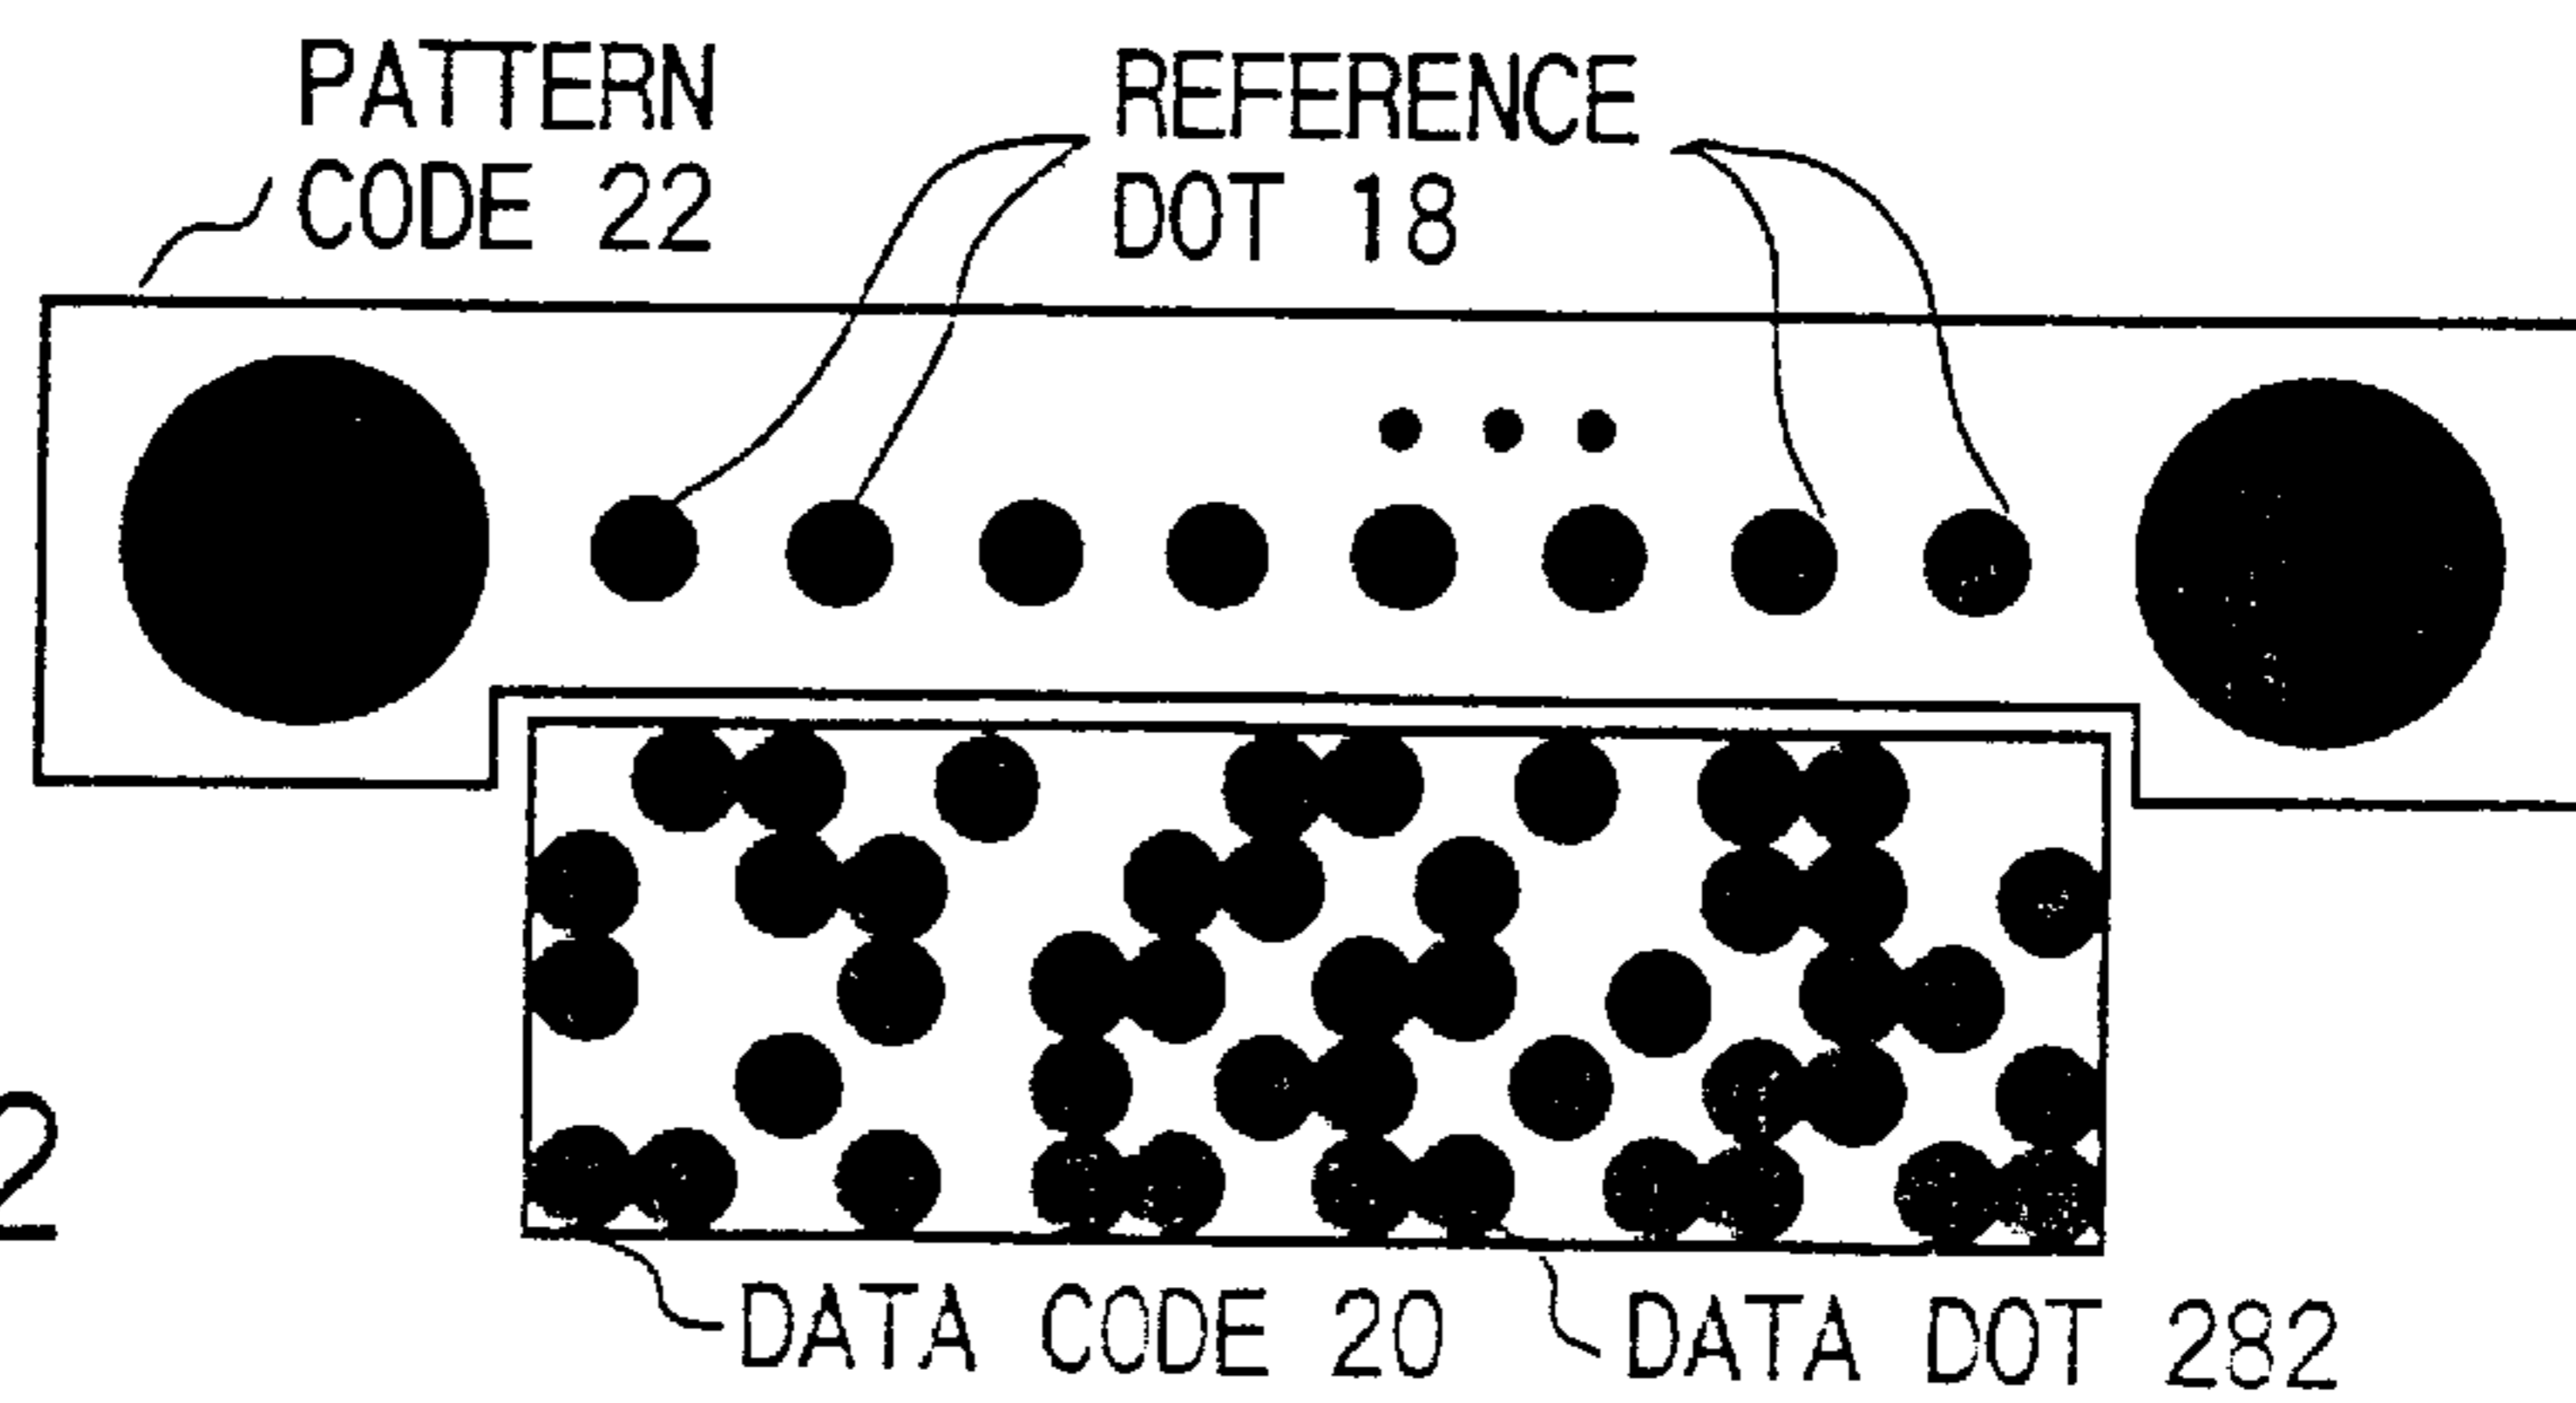 PATTERN
CODE 22
REFERENCE
DOT 18
2
DATA CODE 20
DATA DOT 282